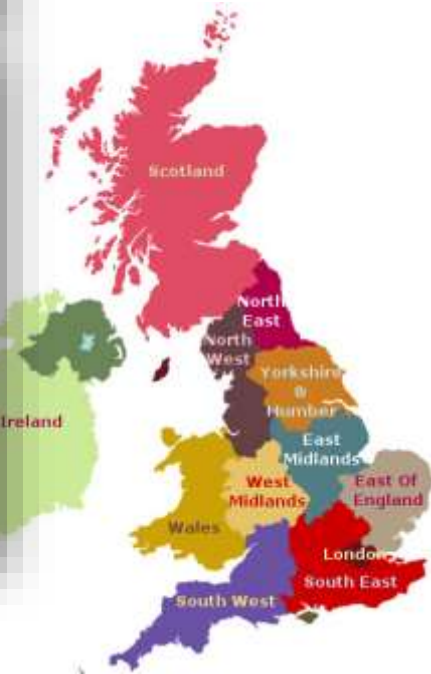 Scotland
North
East
North
West
Yorkshire
&
Humber
Ireland
East
Midlands
West
Midlands
East Of
England
Wales
London
South East
South West